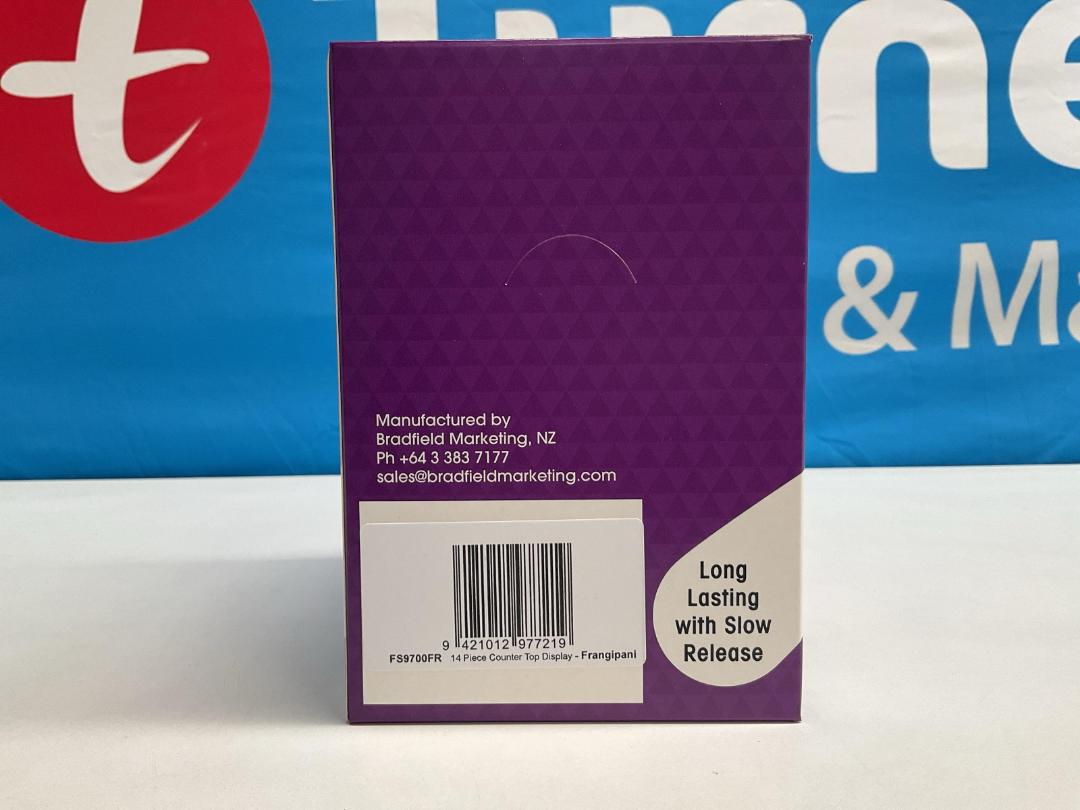 t
& M
Manufactured by
Bradfield Marketing, NZ
Ph +64 3 383 7177
sales@bradfieldmarketing.com
9 421012 977219
FS9700FR 14 Piece Counter Top Display - Frangipani
Long
Lasting
with Slow
Release